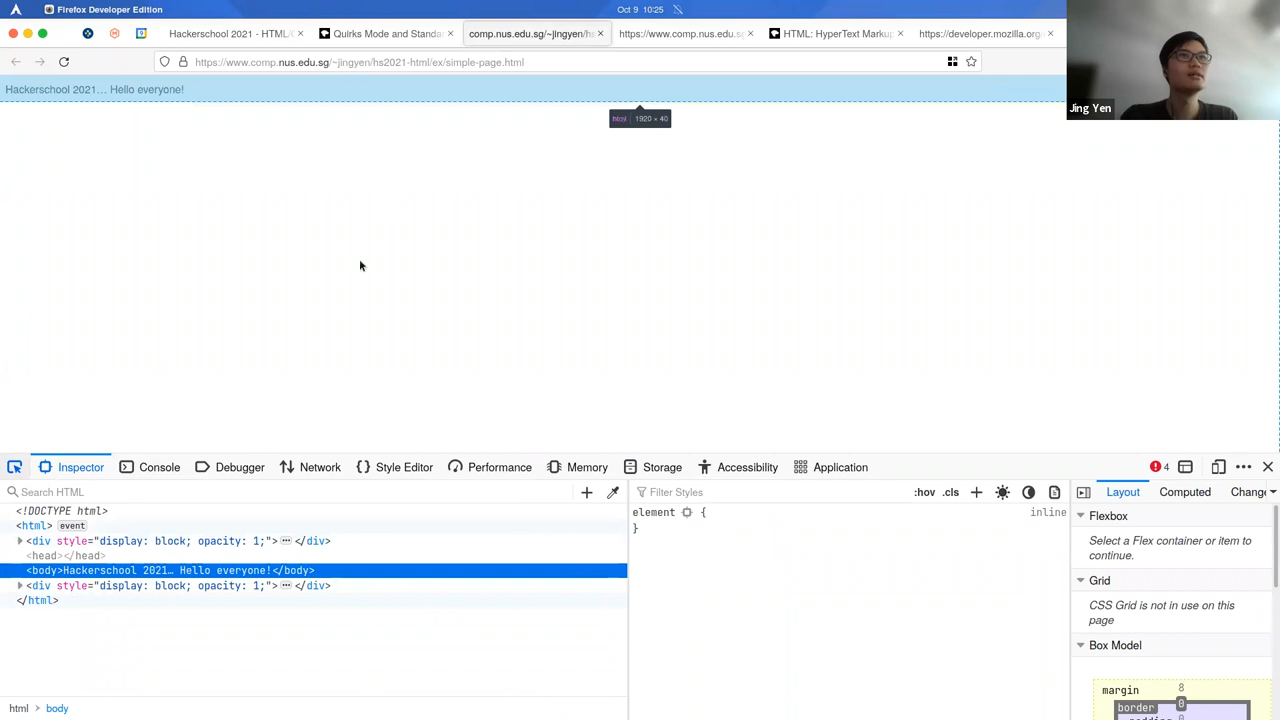 Firefox Developer Edition
Oct 9 10:25
Hackerschool 2021 - HTML/
Quirks Mode and Standa
comp.nus.edu.sg/~jingyen/hs
https://www.comp.nus.edu.s
HTML: HyperText Marku
https://developer.mozilla.org
https://www.comp.nus.edu.sg/~jingyen/hs2021-html/ex/simple-page.html
Hackerschool 2021… Hello everyone!
Jing Yen
html 1920 × 40
Inspector
Console
Debugger
Network
Style Editor
Performance
Memory
Storage
Accessibility
Application
4
Search HTML
Filter Styles
:hov .cls
Layout
Computed
Change
<!DOCTYPE html>
<html> event
<div style="display: block; opacity: 1;"> </div>
<head></head>
<body>Hackerschool 2021… Hello everyone!</body>
<div style="display: block; opacity: 1;"> </div>
</html>
html
body
element {
inline
}
Flexbox
Select a Flex container or item to
continue.
Grid
CSS Grid is not in use on this
page
Box Model
margin
8
border
0